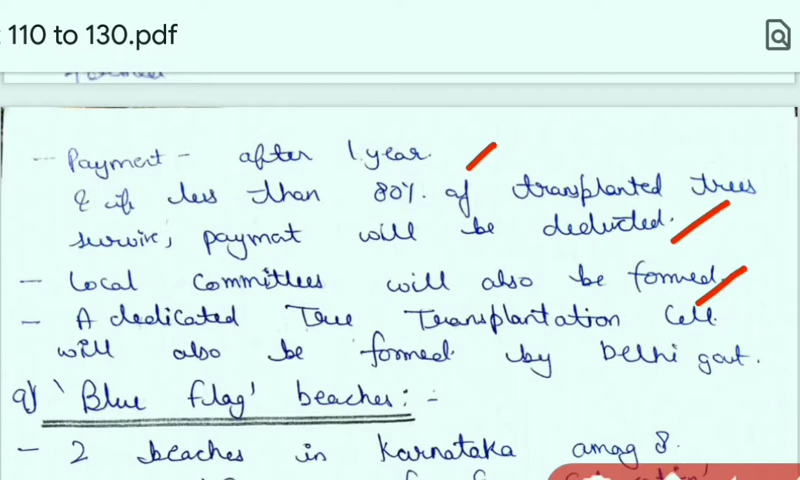 110 to 130.pdf
Payment - after 1 year.
& if less than 80% of transplanted trees
survive, paymat will be deducted.
- Local Committees will also be formed
- A dedicated Tree Transplantation Cell
will also be formed by Delhi govt.
9) 'Blue flag' beaches: -
- 2 beaches in Karnataka amog 8.